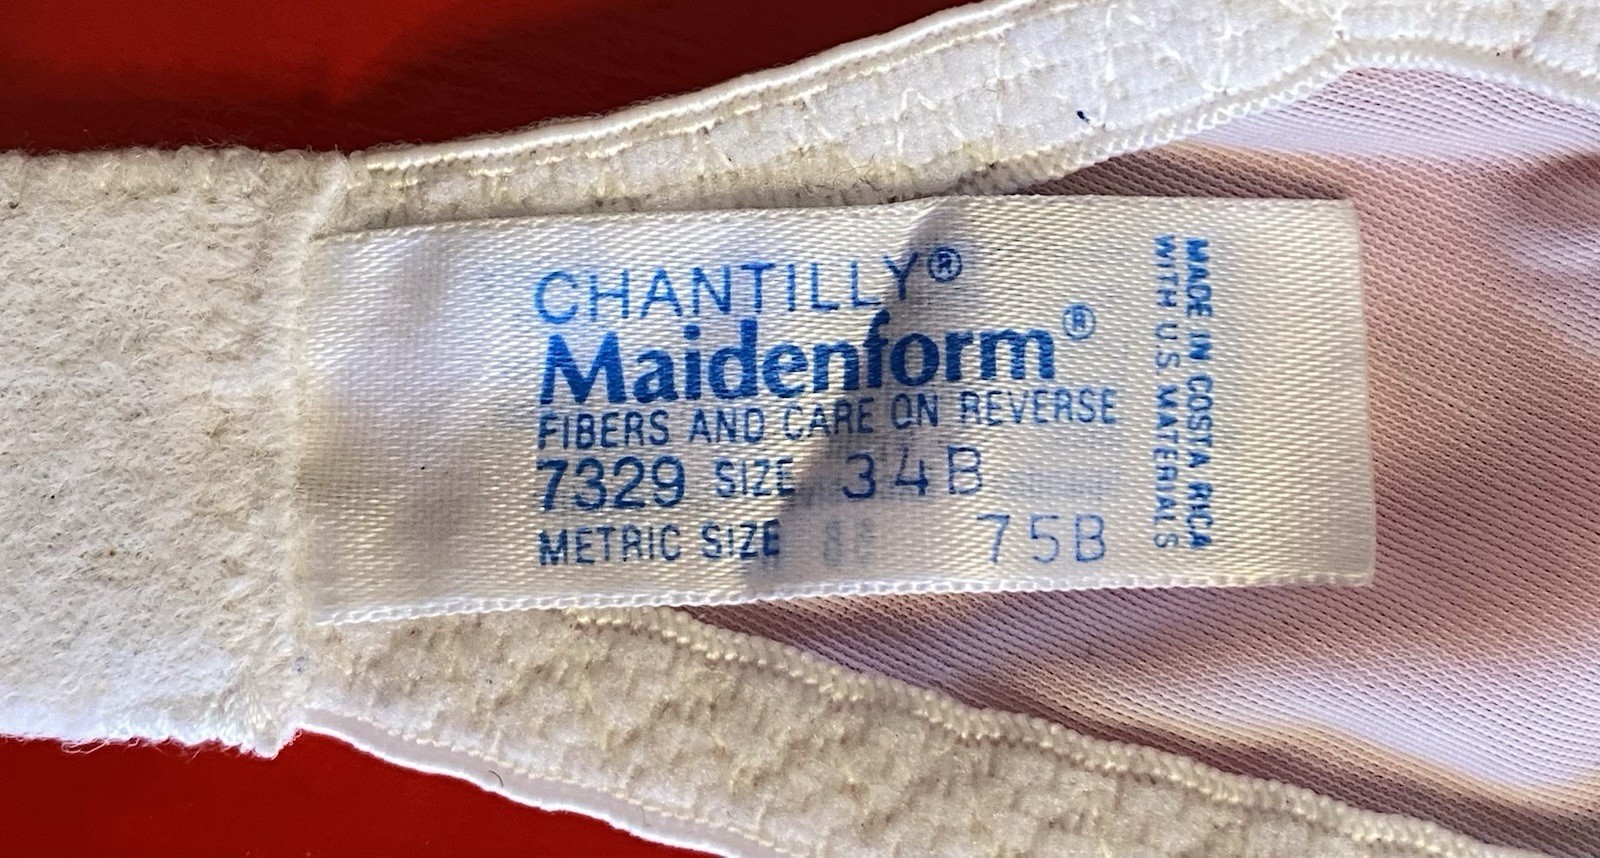 CHANTILLY®
Maidenform®
FIBERS AND CARE ON REVERSE
7329 SIZE 34B
METRIC SIZE 75B
MADE IN COSTA RICA
WITH U.S. MATERIALS